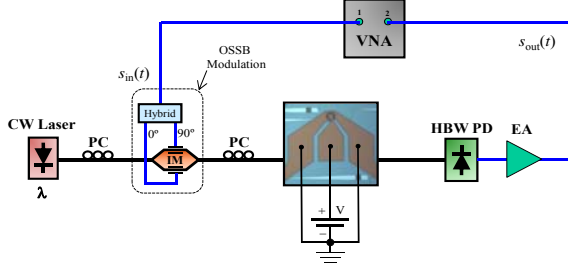 1 2
VNA
OSSB
Modulation
s_in(t)
s_out(t)
Hybrid
0º 90º
CW Laser
PC
IM
PC
HBW PD
EA
λ
+ V
−